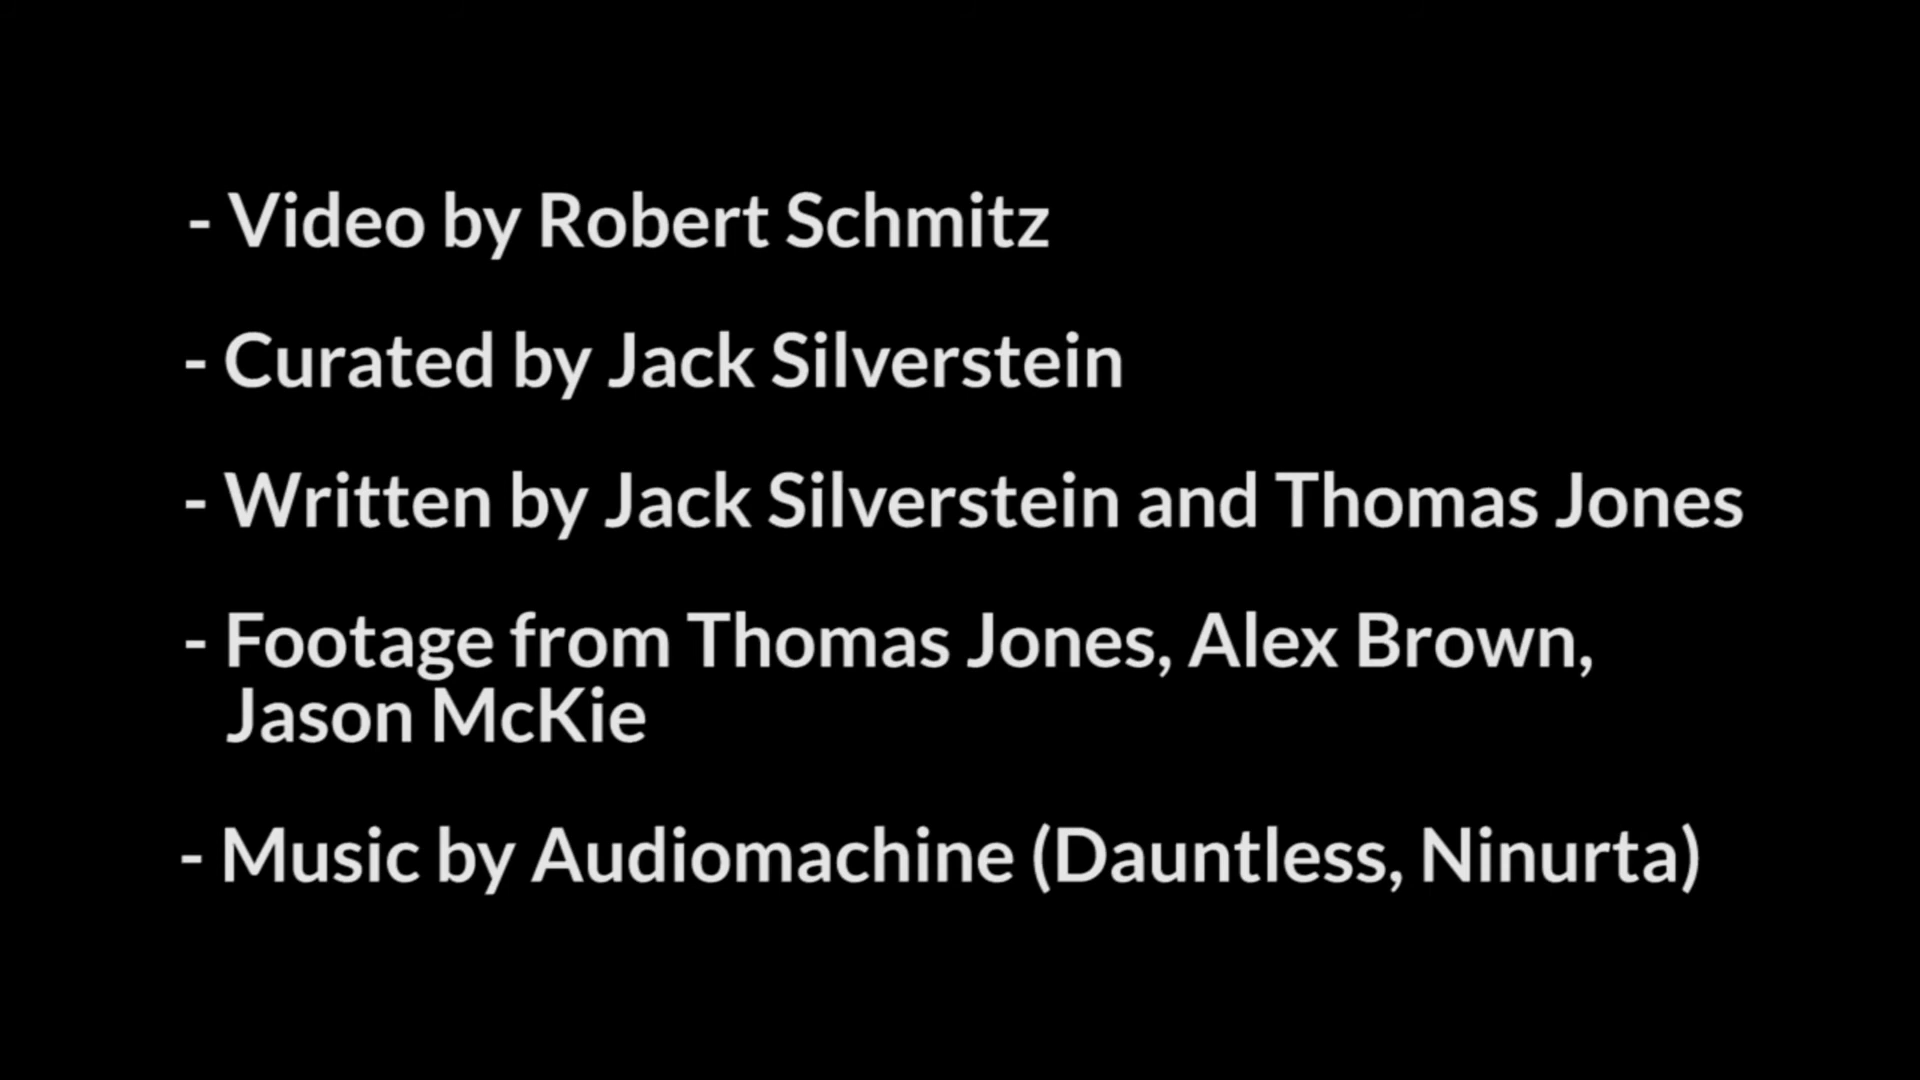 - Video by Robert Schmitz
- Curated by Jack Silverstein
- Written by Jack Silverstein and Thomas Jones
- Footage from Thomas Jones, Alex Brown,
Jason McKie
- Music by Audiomachine (Dauntless, Ninurta)